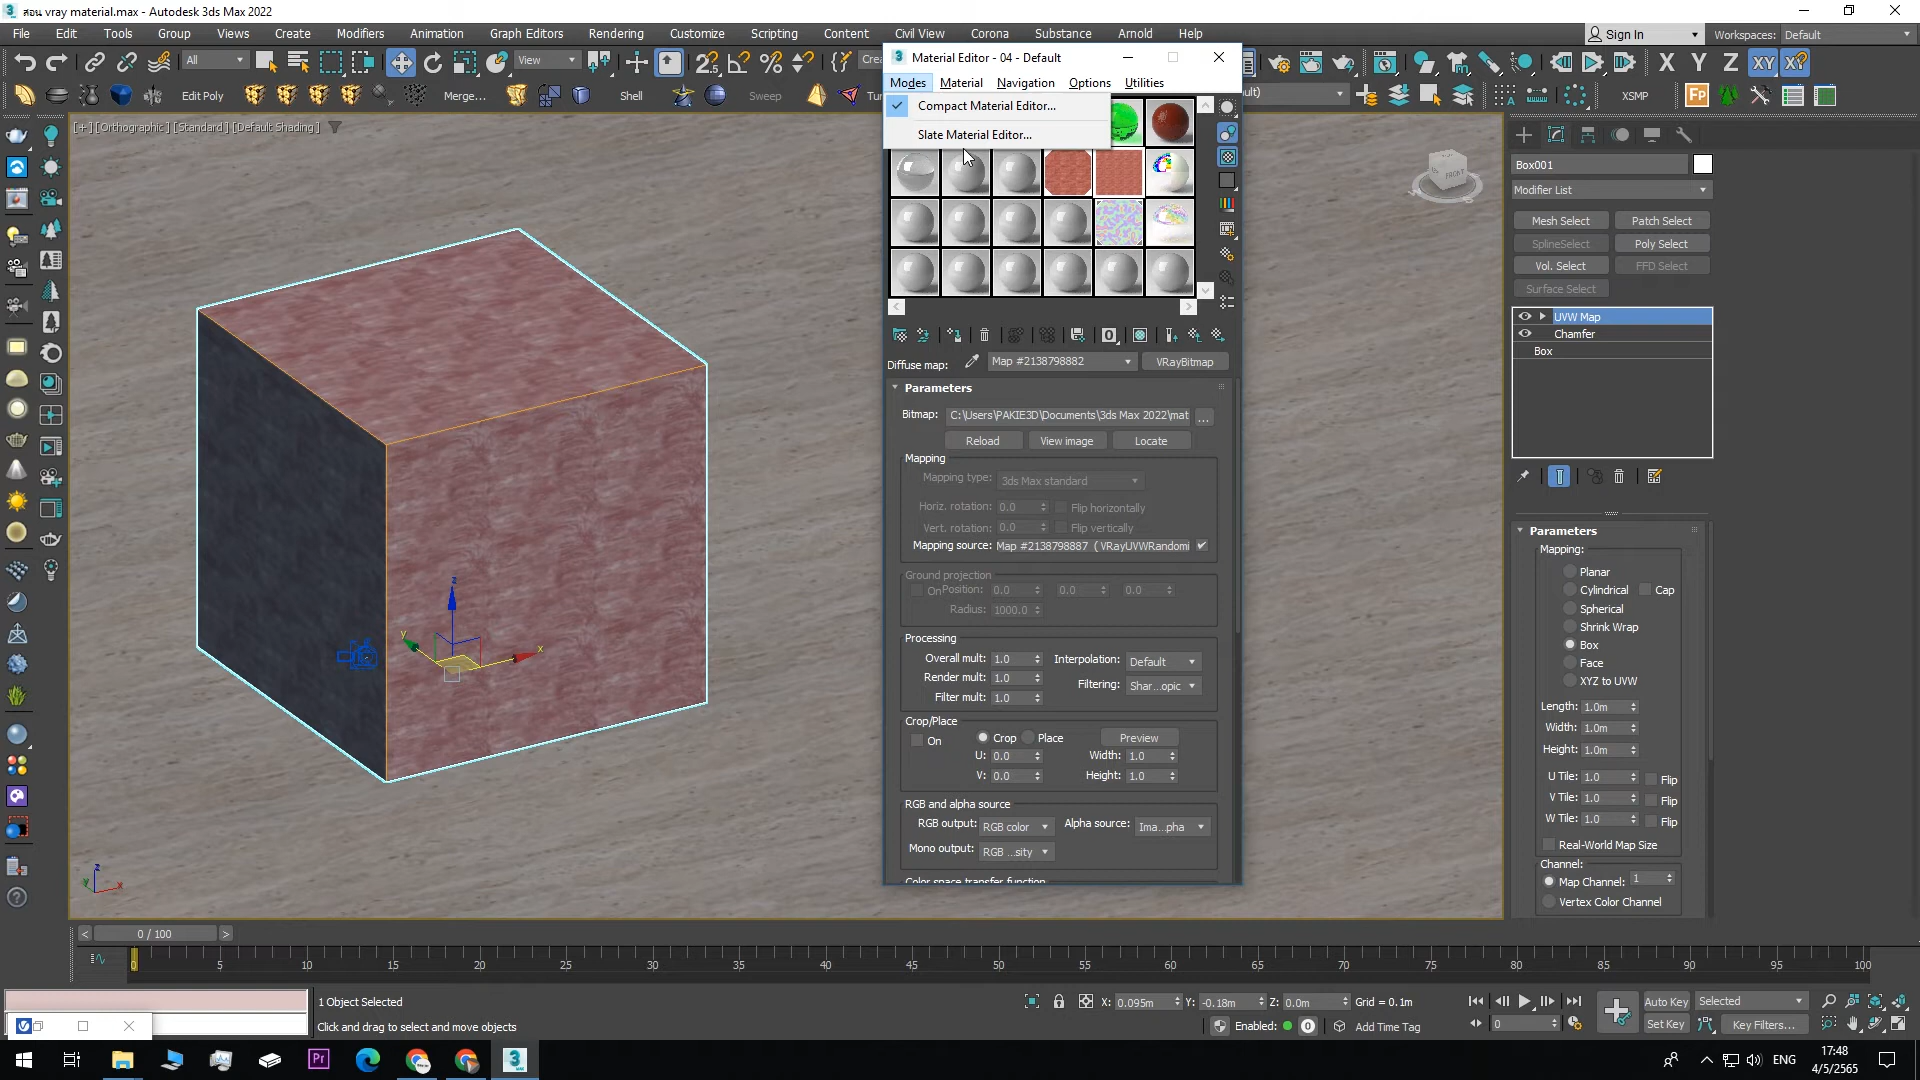 สอน vray material.max - Autodesk 3ds Max 2022
File Edit Tools Group Views Create Modifiers Animation Graph Editors Rendering Customize Scripting Content Civil View Substance Corona Arnold Help
Sign In
Workspaces: Default
All
View
Edit Poly
Merge...
Shell
Sweep
XSMP
X Y Z XY
[+] [Orthographic] [Standard] [Default Shading]
FRONT
Material Editor - 04 - Default
Modes Material Navigation Options Utilities
Compact Material Editor...
Slate Material Editor...
Diffuse map: Map #2138798882 VRayBitmap
Parameters
Bitmap: C:\Users\PAKIE3D\Documents\3ds Max 2022\mat ...
Reload View image Locate
Mapping
Mapping type: 3ds Max standard
Horiz. rotation: 0.0 Flip horizontally
Vert. rotation: 0.0 Flip vertically
Mapping source: Map #2138798887 ( VRayUVWRandomi
Ground projection
On Position: 0.0 0.0 0.0
Radius: 1000.0
Processing
Overall mult: 1.0 Interpolation: Default
Render mult: 1.0
Filtering: Shar...opic
Filter mult: 1.0
Crop/Place
On Crop Place Preview
U: 0.0 Width: 1.0
V: 0.0 Height: 1.0
RGB and alpha source
RGB output: RGB color Alpha source: Ima...pha
Mono output: RGB ...sity
Color space transfer function
Box001
Modifier List
Mesh Select Patch Select
SplineSelect Poly Select
Vol. Select FFD Select
Surface Select
UVW Map
Chamfer
Box
Parameters
Mapping:
Planar
Cylindrical Cap
Spherical
Shrink Wrap
Box
Face
XYZ to UVW
Length: 1.0m
Width: 1.0m
Height: 1.0m
U Tile: 1.0 Flip
V Tile: 1.0 Flip
W Tile: 1.0 Flip
Real-World Map Size
Channel:
Map Channel: 1
Vertex Color Channel
z
y x
< 0 / 100 >
0 5 10 15 20 25 30 35 40 45 50 55 60 65 70 75 80 85 90 95 100
1 Object Selected
Click and drag to select and move objects
X: 0.095m Y: -0.18m Z: 0.0m Grid = 0.1m
Enabled: 0 Add Time Tag
0
Auto Key Selected
Set Key Key Filters...
Pr
3
ENG
17:48
4/5/2565